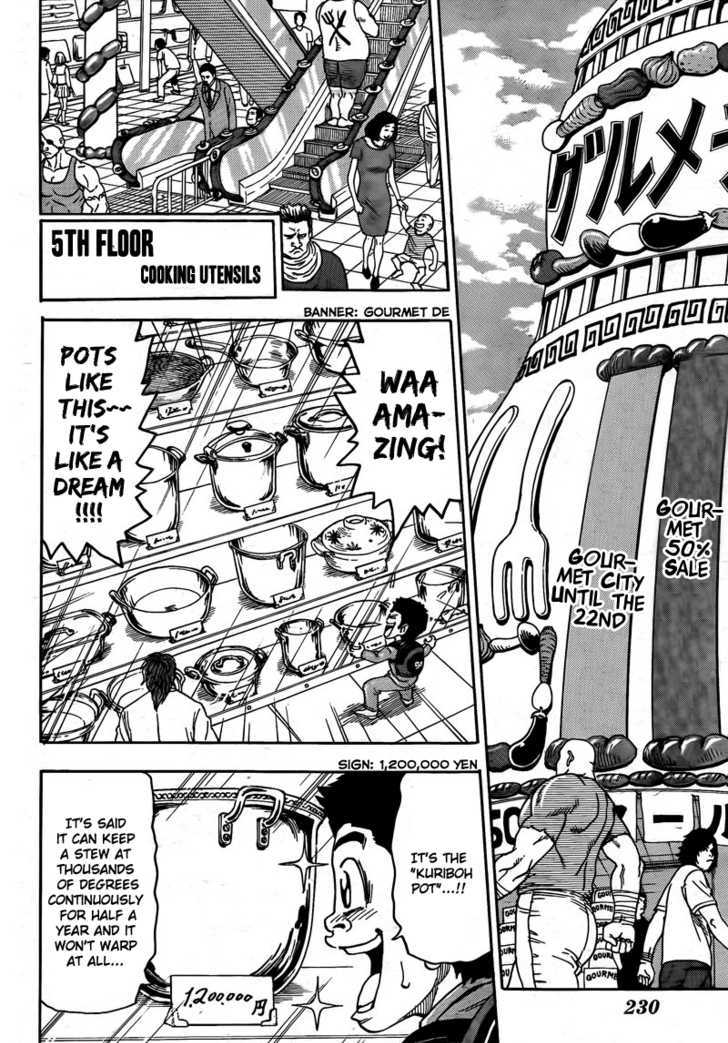 グルメデ
GOUR-
MET
50%
SALE
GOUR-
MET CITY
UNTIL THE
22ND
5TH FLOOR
COOKING UTENSILS
BANNER: GOURMET DE
WAA
AMA-
ZING!
POTS
LIKE
THIS~~
IT'S
LIKE A
DREAM
!!!!
SIGN: 1,200,000 YEN
IT'S THE
"KURIBOH
POT"...!!
IT'S SAID
IT CAN KEEP
A STEW AT
THOUSANDS
OF DEGREES
CONTINUOUSLY
FOR HALF A
YEAR AND IT
WON'T WARP
AT ALL...
1,200,000円
230